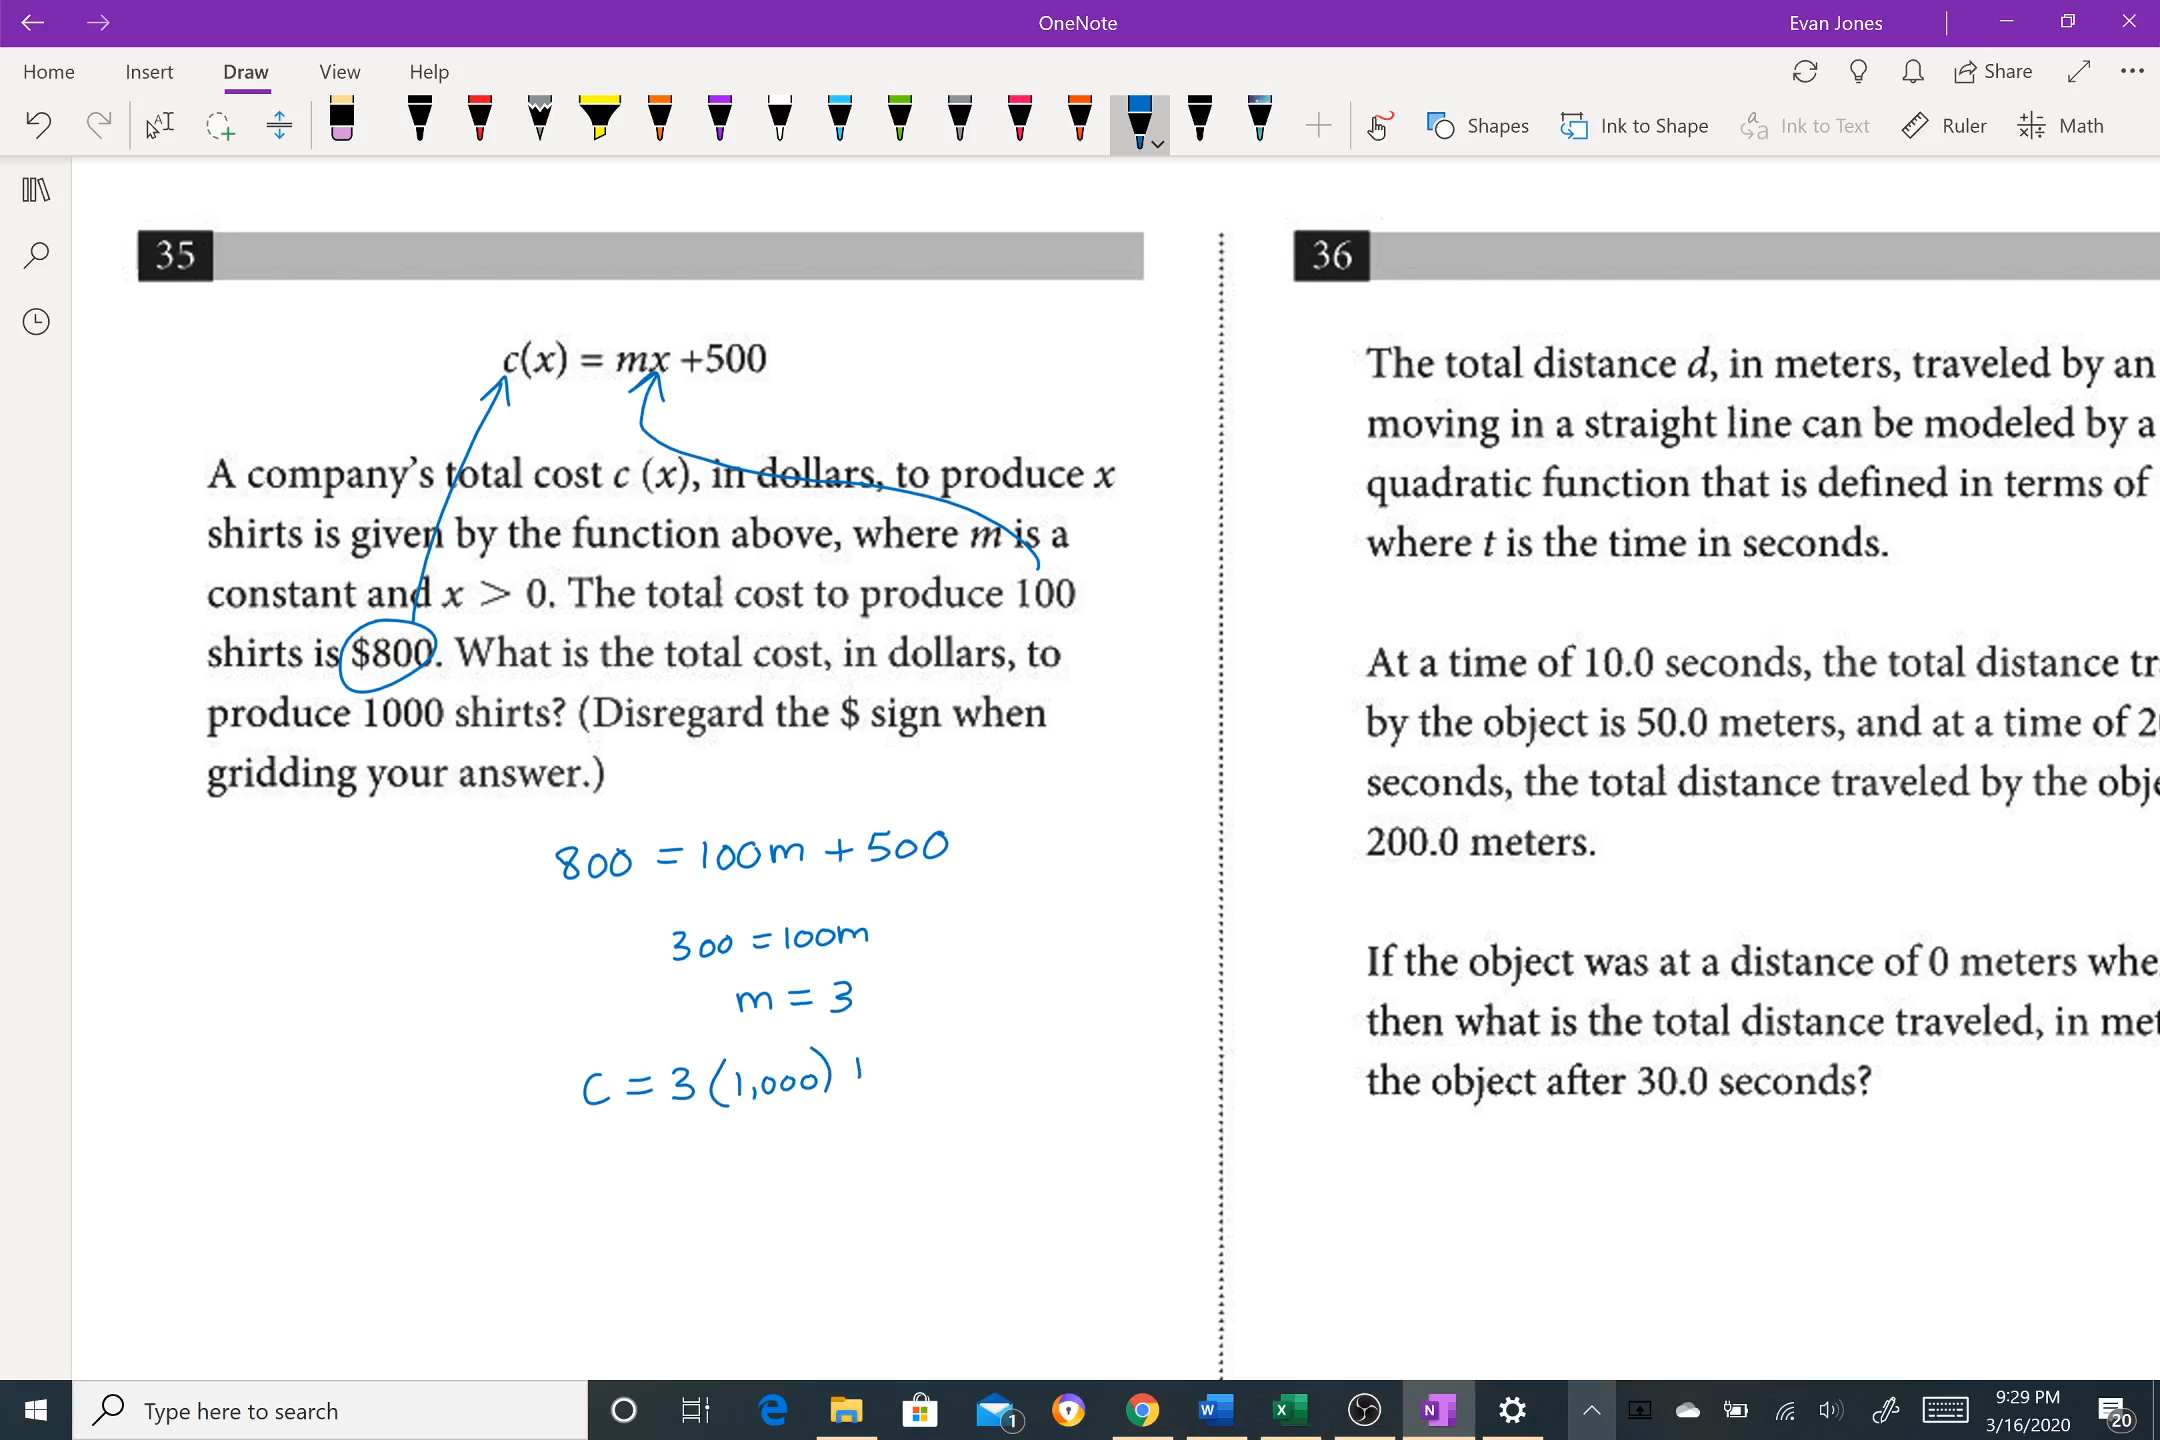 OneNote
Evan Jones
Home Insert Draw View Help
Share
Shapes Ink to Shape Ink to Text Ruler Math
35
c(x) = mx +500
A company's total cost c (x), in dollars, to produce x
shirts is given by the function above, where m is a
constant and x > 0. The total cost to produce 100
shirts is $800. What is the total cost, in dollars, to
produce 1000 shirts? (Disregard the $ sign when
gridding your answer.)
800 = 100m + 500
300 = 100m
m = 3
C = 3 (1,000)
36
The total distance d, in meters, traveled by an
moving in a straight line can be modeled by a
quadratic function that is defined in terms of
where t is the time in seconds.
At a time of 10.0 seconds, the total distance tr
by the object is 50.0 meters, and at a time of 2
seconds, the total distance traveled by the obj
200.0 meters.
If the object was at a distance of 0 meters whe
then what is the total distance traveled, in met
the object after 30.0 seconds?
Type here to search
1
9:29 PM
3/16/2020
20